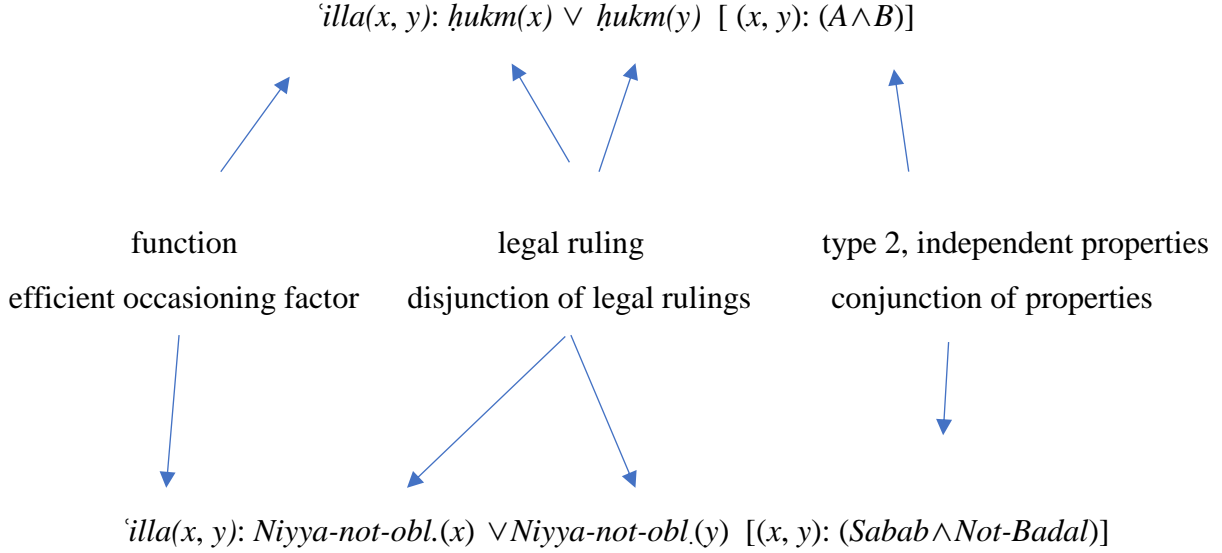 ʿilla(x, y): ḥukm(x) ∨ ḥukm(y) [ (x, y): (A∧B)]
function legal ruling type 2, independent properties
efficient occasioning factor disjunction of legal rulings conjunction of properties
ʿilla(x, y): Niyya-not-obl.(x) ∨Niyya-not-obl.(y) [(x, y): (Sabab∧Not-Badal)]